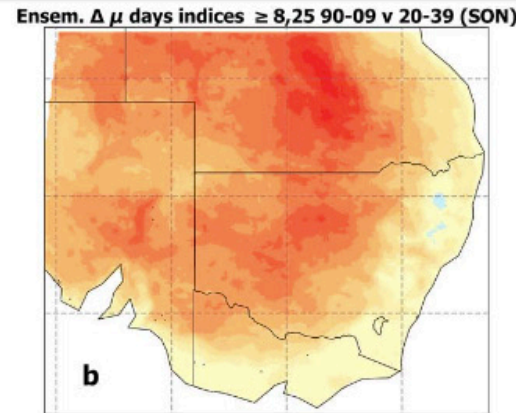 Ensem. Δ μ days indices ≥ 8,25 90-09 v 20-39 (SON)
b